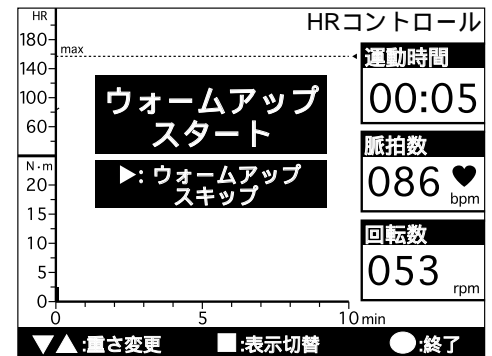 HRコントロール
HR
180
140
100
60
max
ウォームアップ
スタート
▶: ウォームアップ
スキップ
N・m
20
15
10
5
0
0 5 10 min
運動時間
00:05
脈拍数
086 ♥
bpm
回転数
053
rpm
▼▲:重さ変更 ■:表示切替 ●:終了